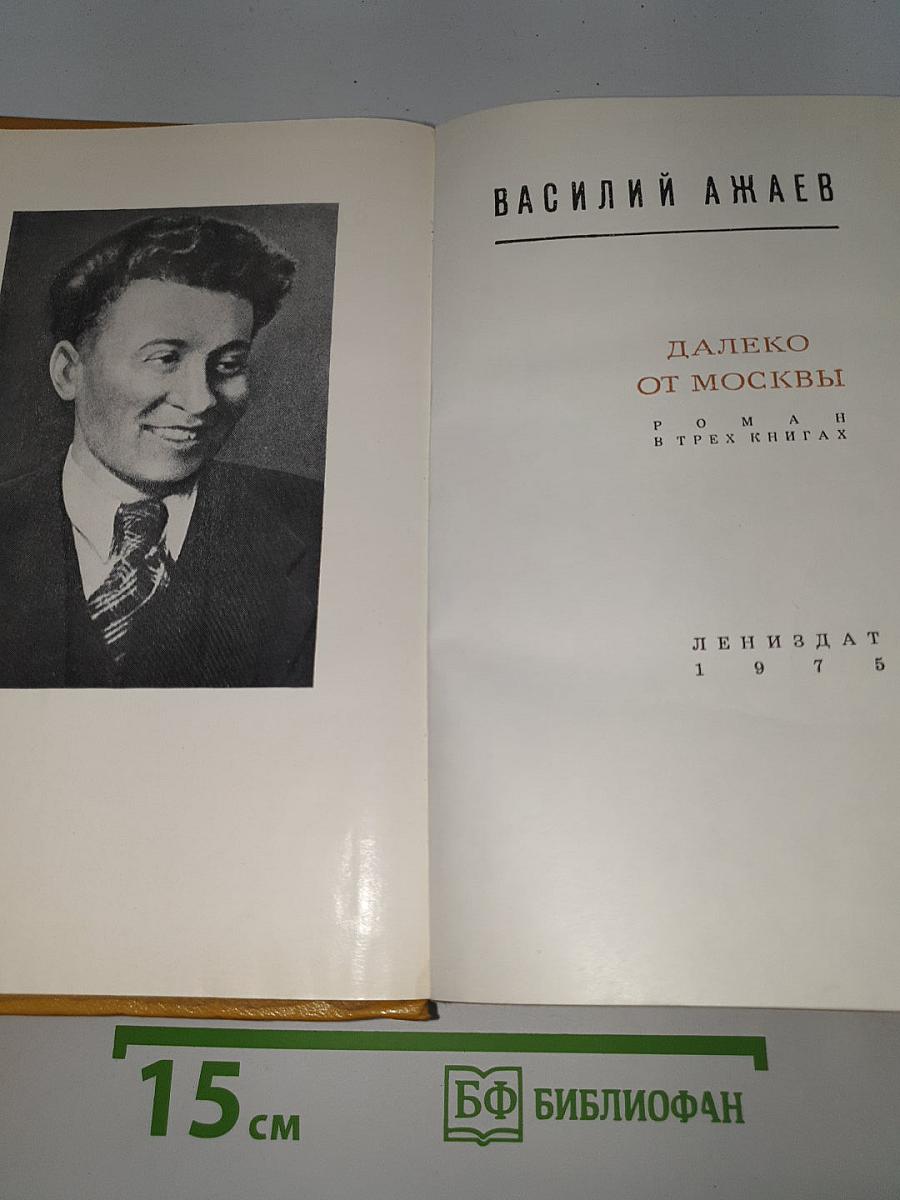 ВАСИЛИЙ АЖАЕВ
ДАЛЕКО
ОТ МОСКВЫ
РОМАН
В ТРЕХ КНИГАХ
ЛЕНИЗДАТ
1975
15 см
БФ БИБЛИОФАН